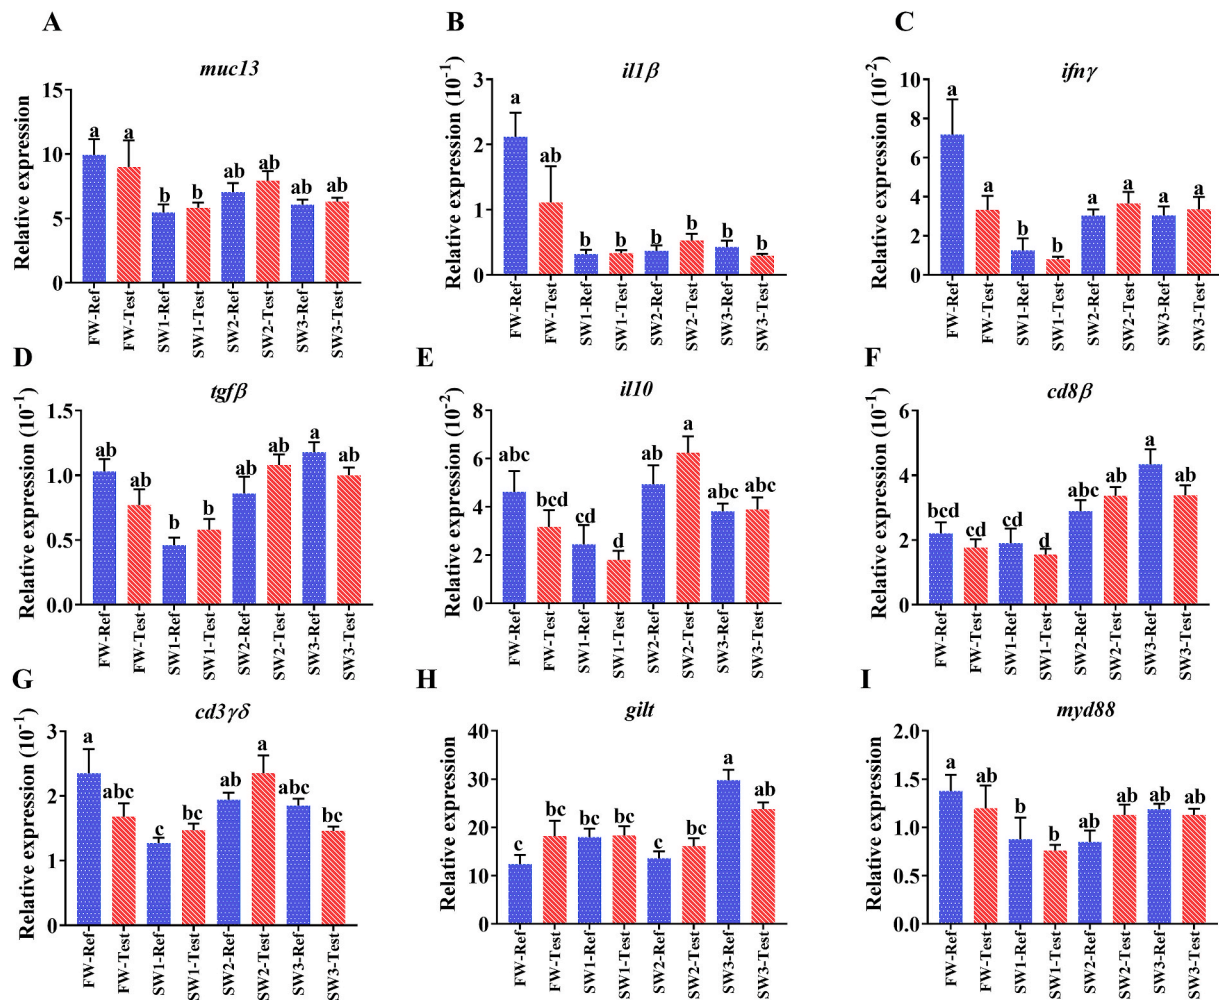 A
muc13
Relative expression
15
10
5
0
a
a
b
b
ab
ab
ab
ab
FW-Ref
FW-Test
SW1-Ref
SW1-Test
SW2-Ref
SW2-Test
SW3-Ref
SW3-Test
B
il1β
Relative expression (10⁻¹)
3
2
1
0
a
ab
b
b
b
b
b
b
FW-Ref
FW-Test
SW1-Ref
SW1-Test
SW2-Ref
SW2-Test
SW3-Ref
SW3-Test
C
ifnγ
Relative expression (10⁻²)
10
8
6
4
2
0
a
a
b
b
a
a
a
a
FW-Ref
FW-Test
SW1-Ref
SW1-Test
SW2-Ref
SW2-Test
SW3-Ref
SW3-Test
D
tgfβ
Relative expression (10⁻¹)
1.5
1.0
0.5
0.0
ab
ab
b
b
ab
ab
a
ab
FW-Ref
FW-Test
SW1-Ref
SW1-Test
SW2-Ref
SW2-Test
SW3-Ref
SW3-Test
E
il10
Relative expression (10⁻²)
8
6
4
2
0
abc
bcd
cd
d
ab
a
abc
abc
FW-Ref
FW-Test
SW1-Ref
SW1-Test
SW2-Ref
SW2-Test
SW3-Ref
SW3-Test
F
cd8β
Relative expression (10⁻¹)
6
4
2
0
bcd
cd
cd
d
abc
ab
a
ab
FW-Ref
FW-Test
SW1-Ref
SW1-Test
SW2-Ref
SW2-Test
SW3-Ref
SW3-Test
G
cd3γδ
Relative expression (10⁻¹)
3
2
1
0
a
abc
c
bc
ab
a
abc
bc
FW-Ref
FW-Test
SW1-Ref
SW1-Test
SW2-Ref
SW2-Test
SW3-Ref
SW3-Test
H
gilt
Relative expression
40
30
20
10
0
c
bc
bc
bc
c
bc
a
ab
FW-Ref
FW-Test
SW1-Ref
SW1-Test
SW2-Ref
SW2-Test
SW3-Ref
SW3-Test
I
myd88
Relative expression
2.0
1.5
1.0
0.5
0.0
a
ab
b
b
ab
ab
ab
ab
FW-Ref
FW-Test
SW1-Ref
SW1-Test
SW2-Ref
SW2-Test
SW3-Ref
SW3-Test